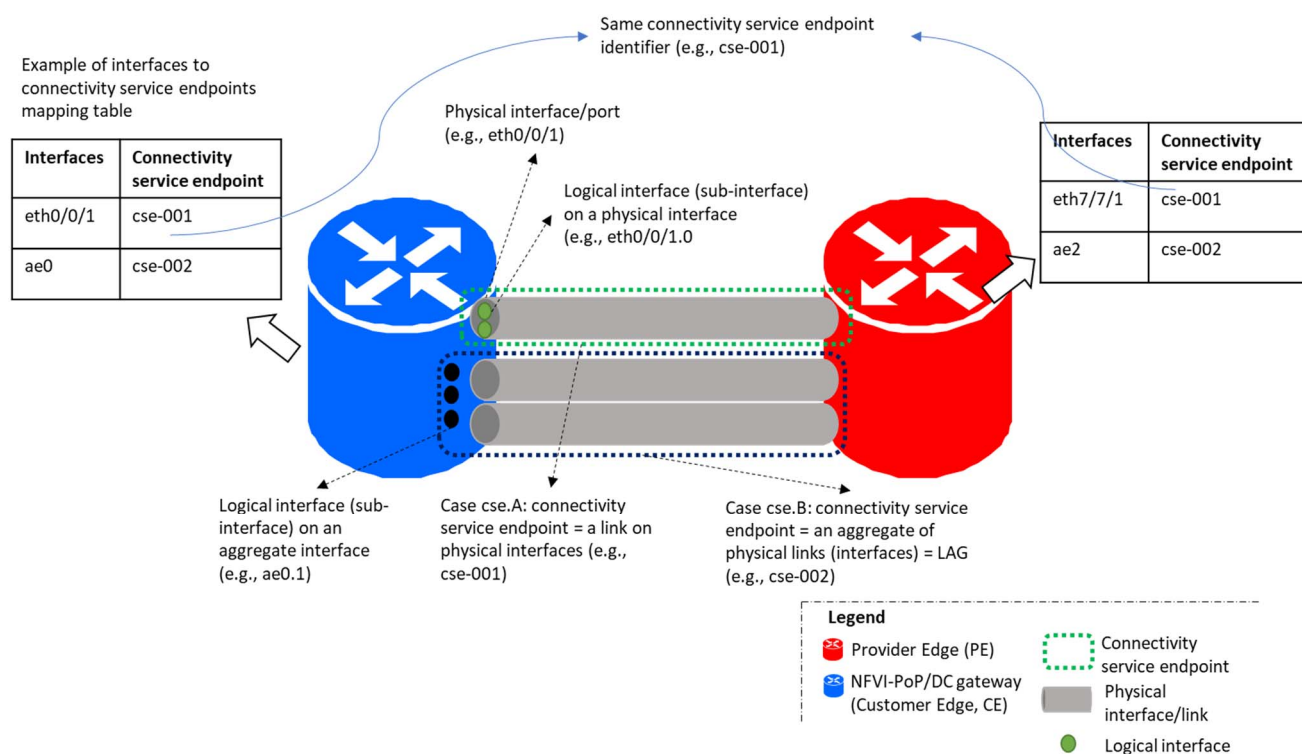 Same connectivity service endpoint
identifier (e.g., cse-001)
Example of interfaces to
connectivity service endpoints
mapping table
Interfaces Connectivity
service endpoint
eth0/0/1 cse-001
ae0 cse-002
Physical interface/port
(e.g., eth0/0/1)
Logical interface (sub-interface)
on a physical interface
(e.g., eth0/0/1.0
Interfaces Connectivity
service endpoint
eth7/7/1 cse-001
ae2 cse-002
Logical interface (sub-
interface) on an
aggregate interface
(e.g., ae0.1)
Case cse.A: connectivity
service endpoint = a link on
physical interfaces (e.g.,
cse-001)
Case cse.B: connectivity service
endpoint = an aggregate of
physical links (interfaces) = LAG
(e.g., cse-002)
Legend
Provider Edge (PE)
NFVI-PoP/DC gateway
(Customer Edge, CE)
Connectivity
service endpoint
Physical
interface/link
Logical interface